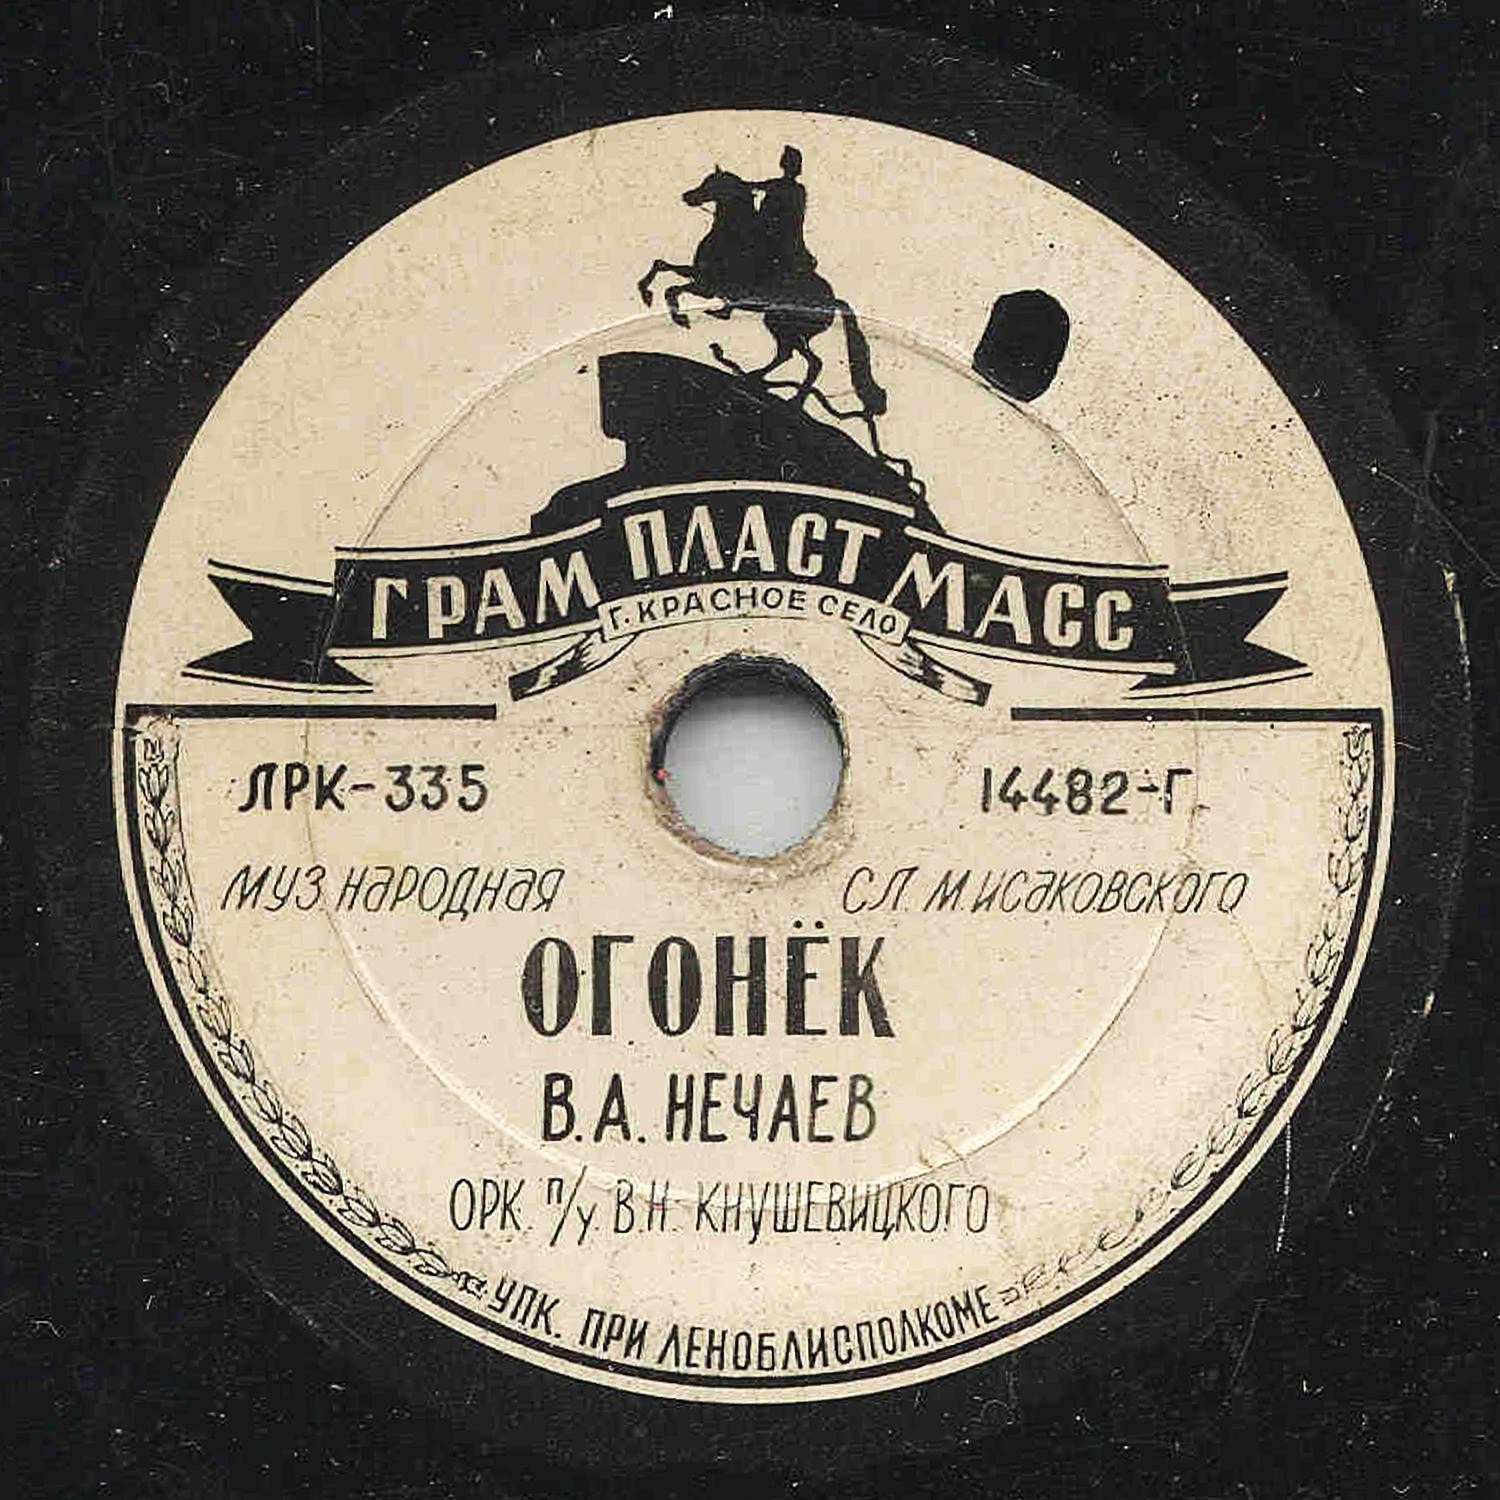 ГРАМ ПЛАСТ МАСС
Г. КРАСНОЕ СЕЛО
ЛРК-335 14482-Г
МУЗ. НАРОДНАЯ СЛ. М. ИСАКОВСКОГО
ОГОНЁК
В. А. НЕЧАЕВ
ОРК. П/У. В. Н. КНУШЕВИЦКОГО
УПК. ПРИ ЛЕНОБЛИСПОЛКОМЕ